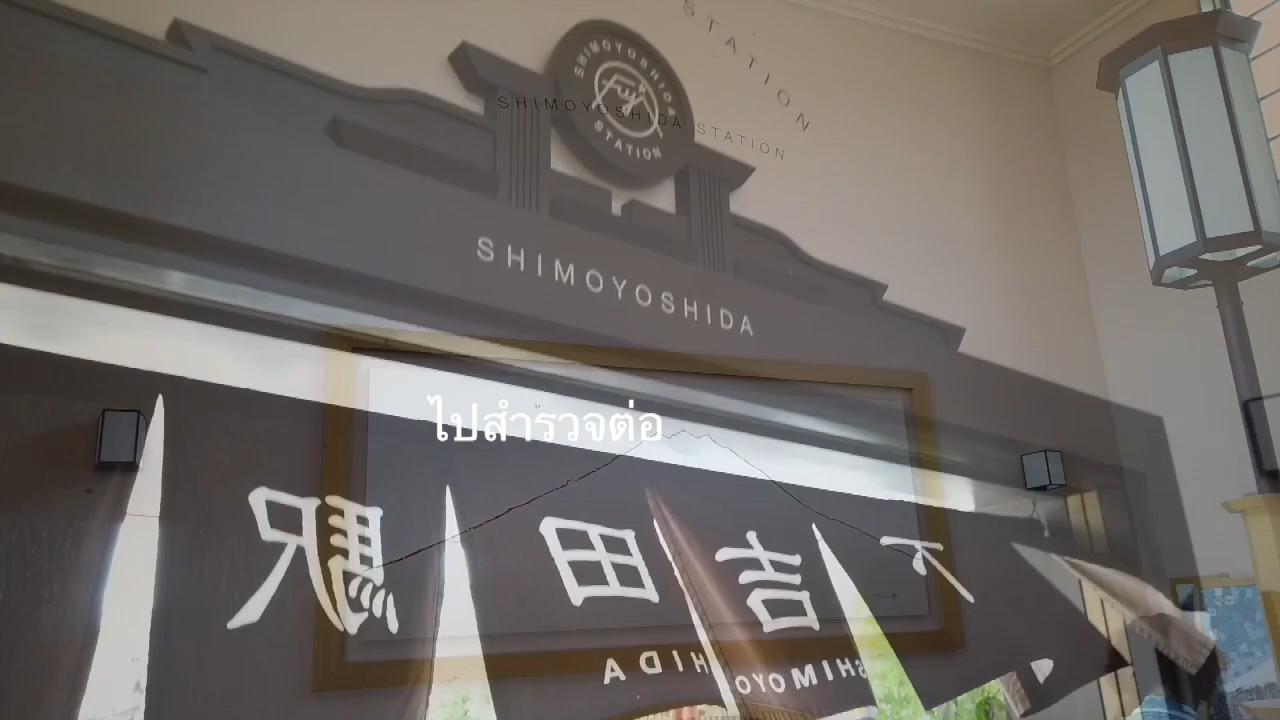 STATION
SHIMOYOSHIDA STATION
SHIMOYOSHIDA STATION
SHIMOYOSHIDA
ไปสำรวจต่อ
下吉田駅
SHIMOYOSHIDA